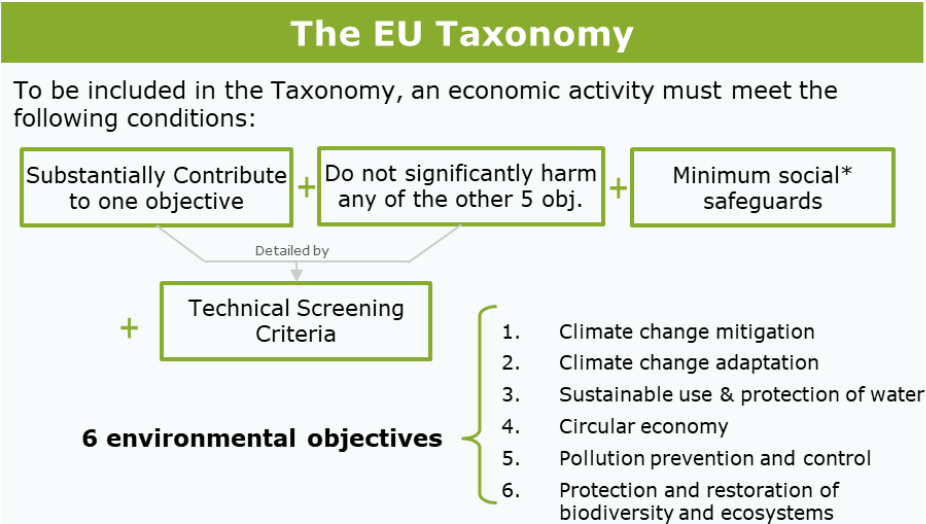 The EU Taxonomy
To be included in the Taxonomy, an economic activity must meet the
following conditions:
Substantially Contribute
to one objective
+
Do not significantly harm
any of the other 5 obj.
+
Minimum social*
safeguards
Detailed by
+
Technical Screening
Criteria
6 environmental objectives
1. Climate change mitigation
2. Climate change adaptation
3. Sustainable use & protection of water
4. Circular economy
5. Pollution prevention and control
6. Protection and restoration of
biodiversity and ecosystems